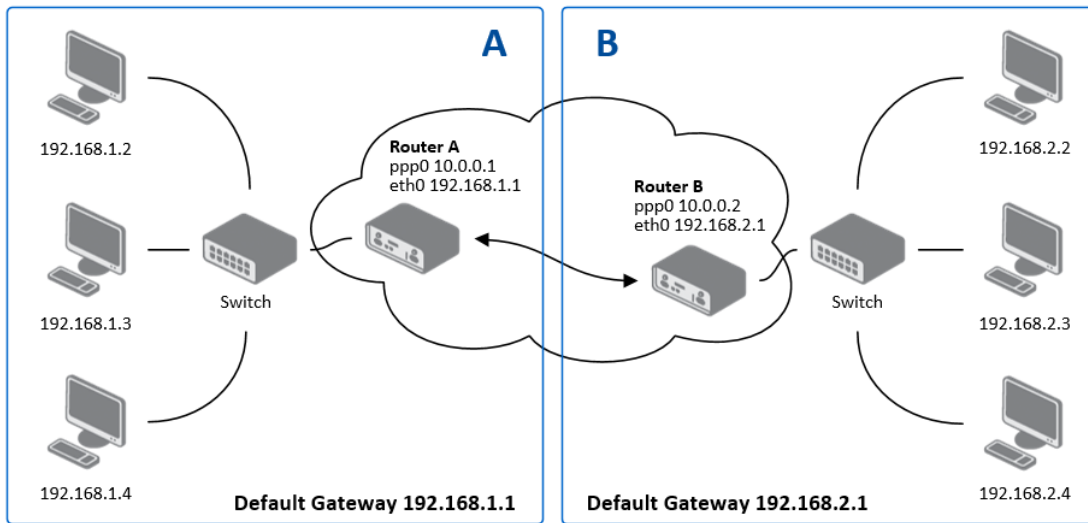 A
192.168.1.2
192.168.1.3
192.168.1.4
Switch
Router A
ppp0 10.0.0.1
eth0 192.168.1.1
Default Gateway 192.168.1.1
B
Router B
ppp0 10.0.0.2
eth0 192.168.2.1
Switch
192.168.2.2
192.168.2.3
192.168.2.4
Default Gateway 192.168.2.1